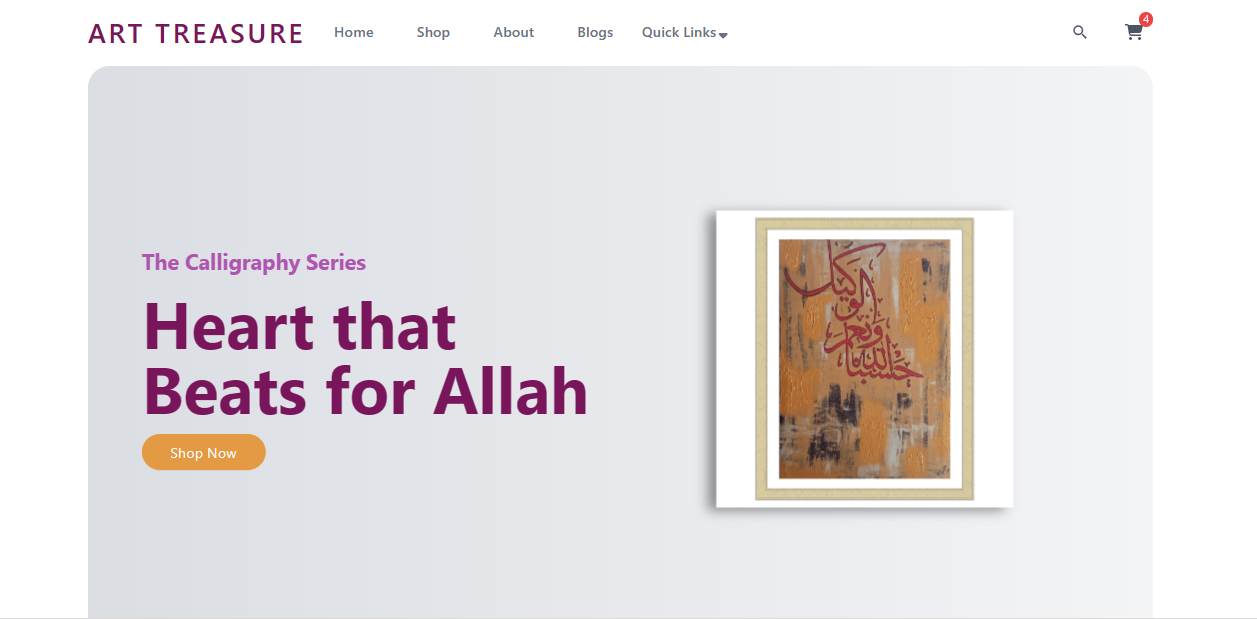 ART TREASURE
Home
Shop
About
Blogs
Quick Links
4
The Calligraphy Series
Heart that
Beats for Allah
Shop Now
حسبنا الله
ونعم
الوكيل